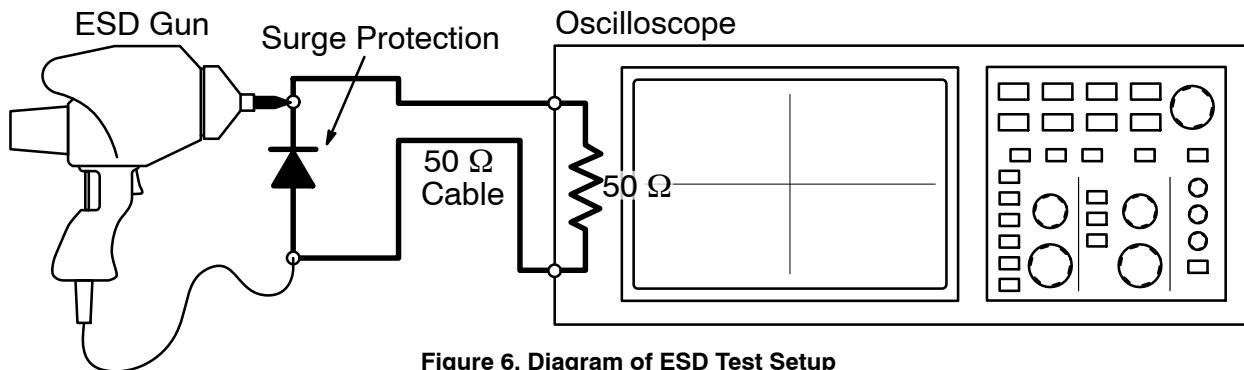 ESD Gun
Surge Protection
Oscilloscope
50 Ω
Cable
50 Ω
Figure 6. Diagram of ESD Test Setup